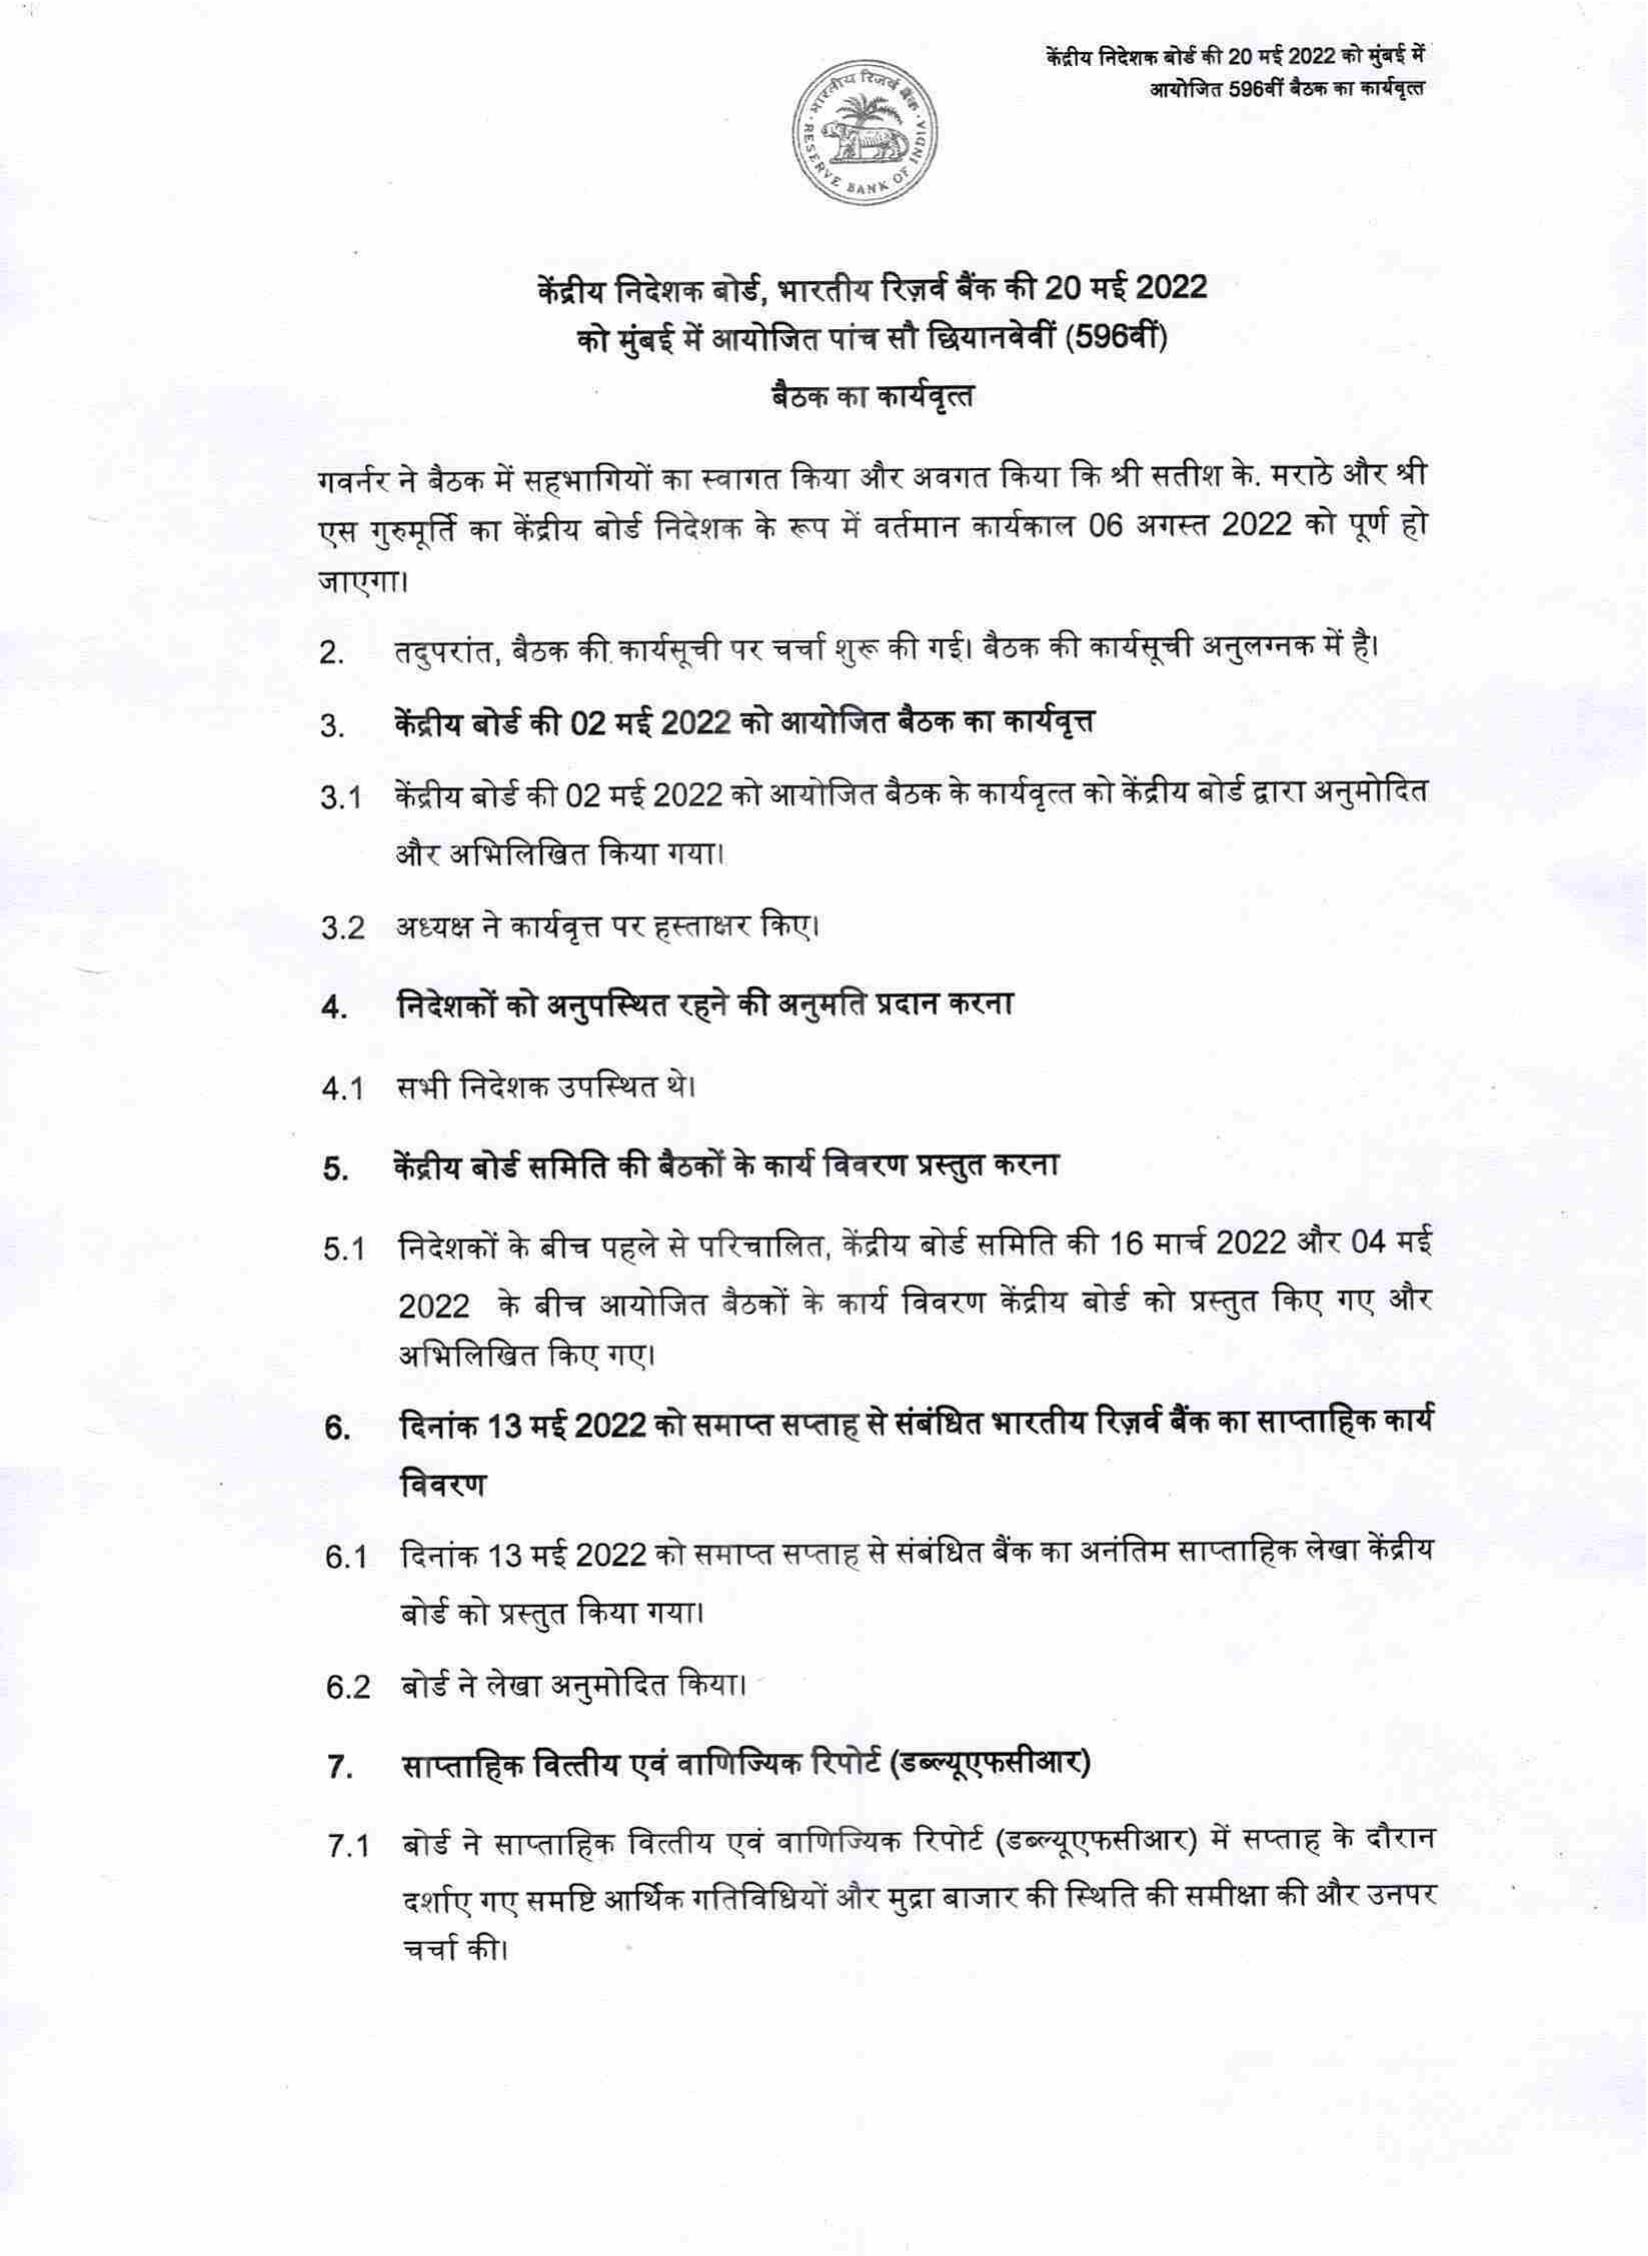 केंद्रीय निदेशक बोर्ड की 20 मई 2022 को मुंबई में
आयोजित 596वीं बैठक का कार्यवृत्त
भारतीय रिज़र्व बैंक
RESERVE BANK OF INDIA
केंद्रीय निदेशक बोर्ड, भारतीय रिज़र्व बैंक की 20 मई 2022
को मुंबई में आयोजित पांच सौ छियानवेवीं (596वीं)
बैठक का कार्यवृत्त
गवर्नर ने बैठक में सहभागियों का स्वागत किया और अवगत किया कि श्री सतीश के. मराठे और श्री
एस गुरुमूर्ति का केंद्रीय बोर्ड निदेशक के रूप में वर्तमान कार्यकाल 06 अगस्त 2022 को पूर्ण हो
जाएगा।
2. तदुपरांत, बैठक की कार्यसूची पर चर्चा शुरू की गई। बैठक की कार्यसूची अनुलग्नक में है।
3. केंद्रीय बोर्ड की 02 मई 2022 को आयोजित बैठक का कार्यवृत्त
3.1 केंद्रीय बोर्ड की 02 मई 2022 को आयोजित बैठक के कार्यवृत्त को केंद्रीय बोर्ड द्वारा अनुमोदित
और अभिलिखित किया गया।
3.2 अध्यक्ष ने कार्यवृत्त पर हस्ताक्षर किए।
4. निदेशकों को अनुपस्थित रहने की अनुमति प्रदान करना
4.1 सभी निदेशक उपस्थित थे।
5. केंद्रीय बोर्ड समिति की बैठकों के कार्य विवरण प्रस्तुत करना
5.1 निदेशकों के बीच पहले से परिचालित, केंद्रीय बोर्ड समिति की 16 मार्च 2022 और 04 मई
2022 के बीच आयोजित बैठकों के कार्य विवरण केंद्रीय बोर्ड को प्रस्तुत किए गए और
अभिलिखित किए गए।
6. दिनांक 13 मई 2022 को समाप्त सप्ताह से संबंधित भारतीय रिज़र्व बैंक का साप्ताहिक कार्य
विवरण
6.1 दिनांक 13 मई 2022 को समाप्त सप्ताह से संबंधित बैंक का अनंतिम साप्ताहिक लेखा केंद्रीय
बोर्ड को प्रस्तुत किया गया।
6.2 बोर्ड ने लेखा अनुमोदित किया।
7. साप्ताहिक वित्तीय एवं वाणिज्यिक रिपोर्ट (डब्ल्यूएफसीआर)
7.1 बोर्ड ने साप्ताहिक वित्तीय एवं वाणिज्यिक रिपोर्ट (डब्ल्यूएफसीआर) में सप्ताह के दौरान
दर्शाए गए समष्टि आर्थिक गतिविधियों और मुद्रा बाजार की स्थिति की समीक्षा की और उनपर
चर्चा की।